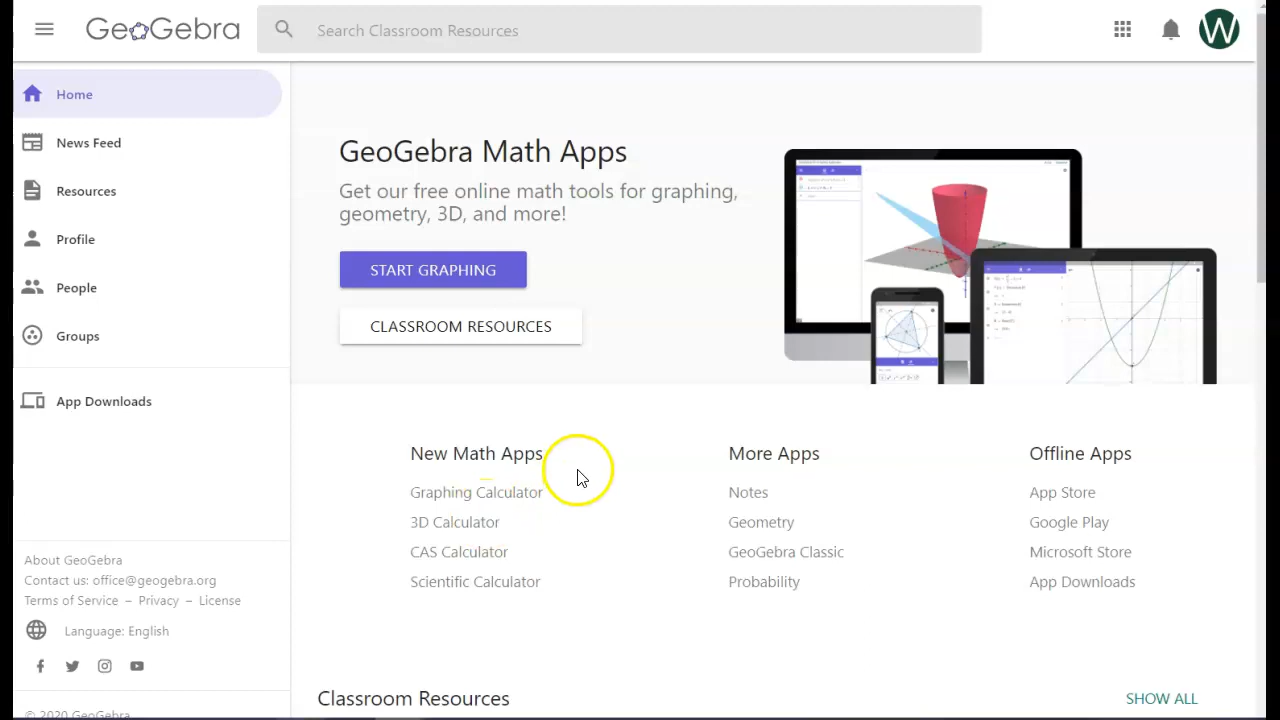 GeoGebra
Search Classroom Resources
W
Home
News Feed
Resources
Profile
People
Groups
App Downloads
About GeoGebra
Contact us: office@geogebra.org
Terms of Service – Privacy – License
Language: English
© 2020 GeoGebra
GeoGebra Math Apps
Get our free online math tools for graphing,
geometry, 3D, and more!
START GRAPHING
CLASSROOM RESOURCES
New Math Apps
Graphing Calculator
3D Calculator
CAS Calculator
Scientific Calculator
More Apps
Notes
Geometry
GeoGebra Classic
Probability
Offline Apps
App Store
Google Play
Microsoft Store
App Downloads
Classroom Resources
SHOW ALL